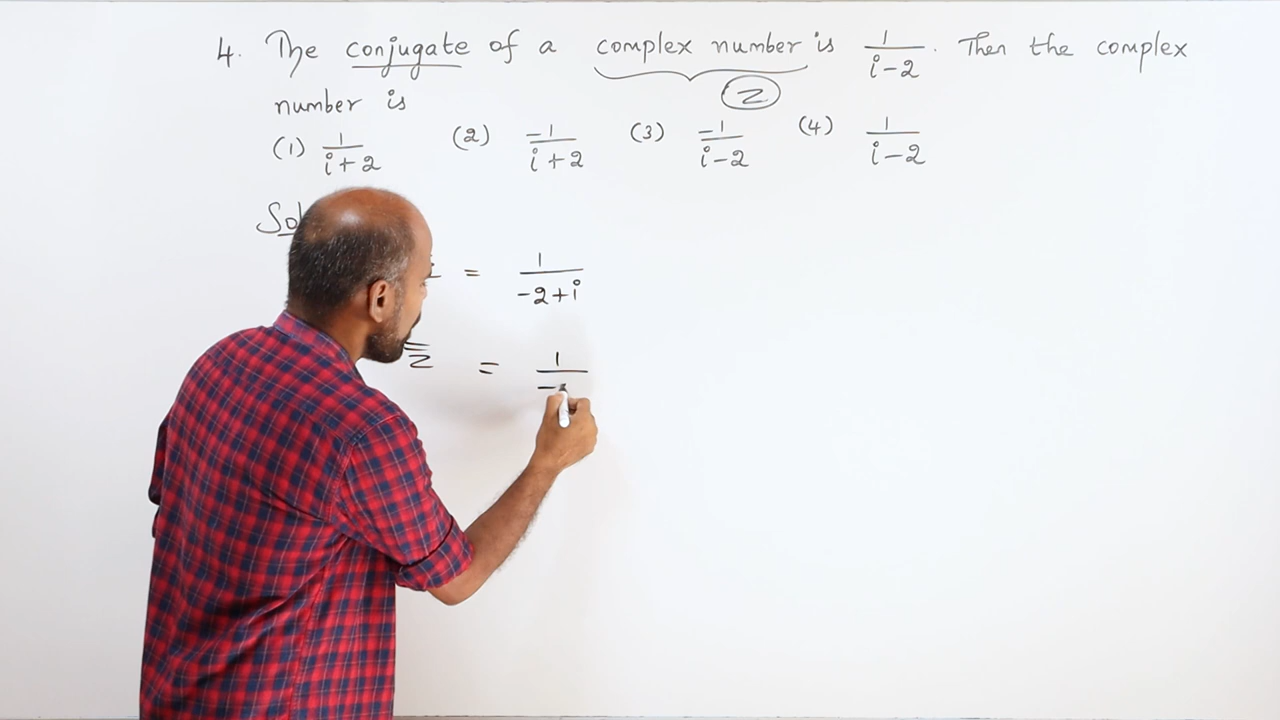 4. The conjugate of a complex number is 1/(i-2). Then the complex
z
number is
(1) 1/(i+2) (2) -1/(i+2) (3) -1/(i-2) (4) 1/(i-2)
= 1/(-2+i)
z = 1/-